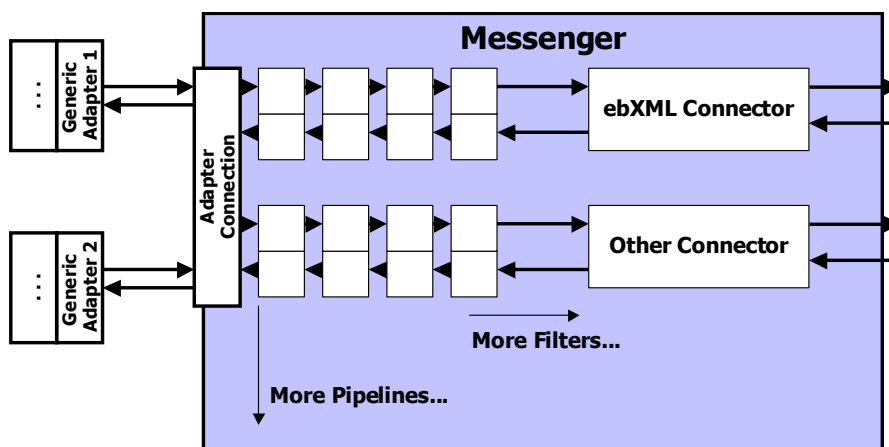 Messenger
...
Generic
Adapter 1
Adapter
Connection
ebXML Connector
...
Generic
Adapter 2
Other Connector
More Filters...
More Pipelines...